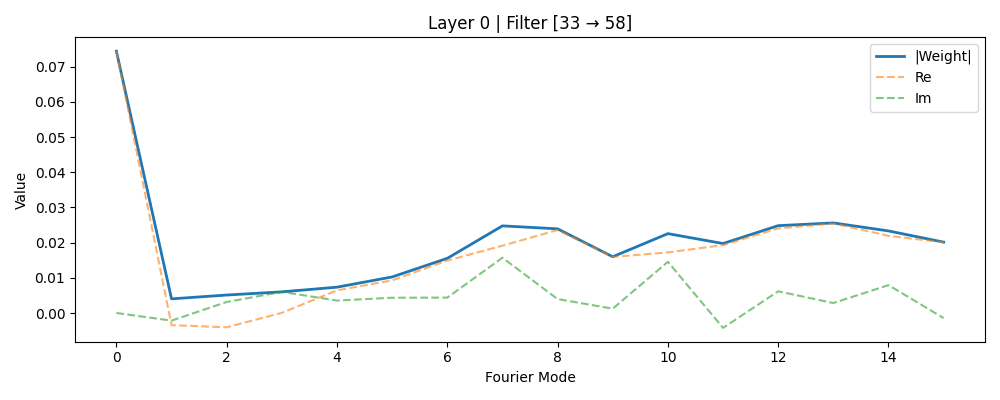 Layer 0 | Filter [33 → 58]
|Weight|
Re
Im
Value
0.07
0.06
0.05
0.04
0.03
0.02
0.01
0.00
0 2 4 6 8 10 12 14
Fourier Mode